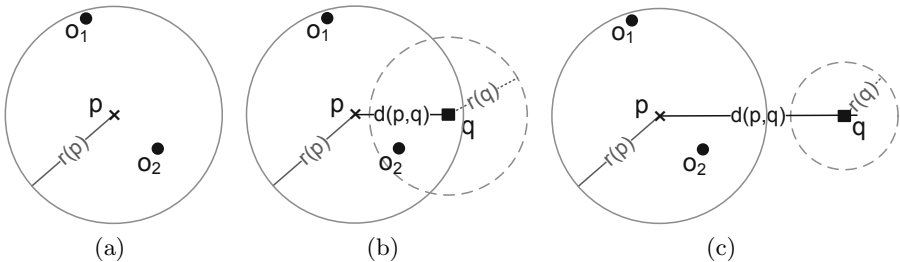 o1
p
r(p)
o2
(a)
o1
p
d(p,q)
r(q)
q
r(p)
o2
(b)
o1
p
d(p,q)
r(q)
q
r(p)
o2
(c)